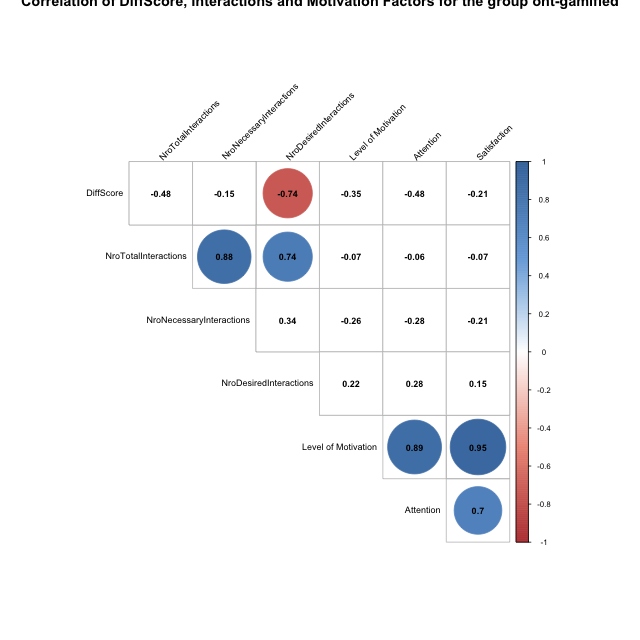 Correlation of DiffScore, Interactions and Motivation Factors for the group ont-gamified
NroTotalInteractions
NroNecessaryInteractions
NroDesiredInteractions
Level of Motivation
Attention
Satisfaction
DiffScore -0.48 -0.15 -0.74 -0.35 -0.48 -0.21
NroTotalInteractions 0.88 0.74 -0.07 -0.06 -0.07
NroNecessaryInteractions 0.34 -0.26 -0.28 -0.21
NroDesiredInteractions 0.22 0.28 0.15
Level of Motivation 0.89 0.95
Attention 0.7
1
0.8
0.6
0.4
0.2
0
-0.2
-0.4
-0.6
-0.8
-1